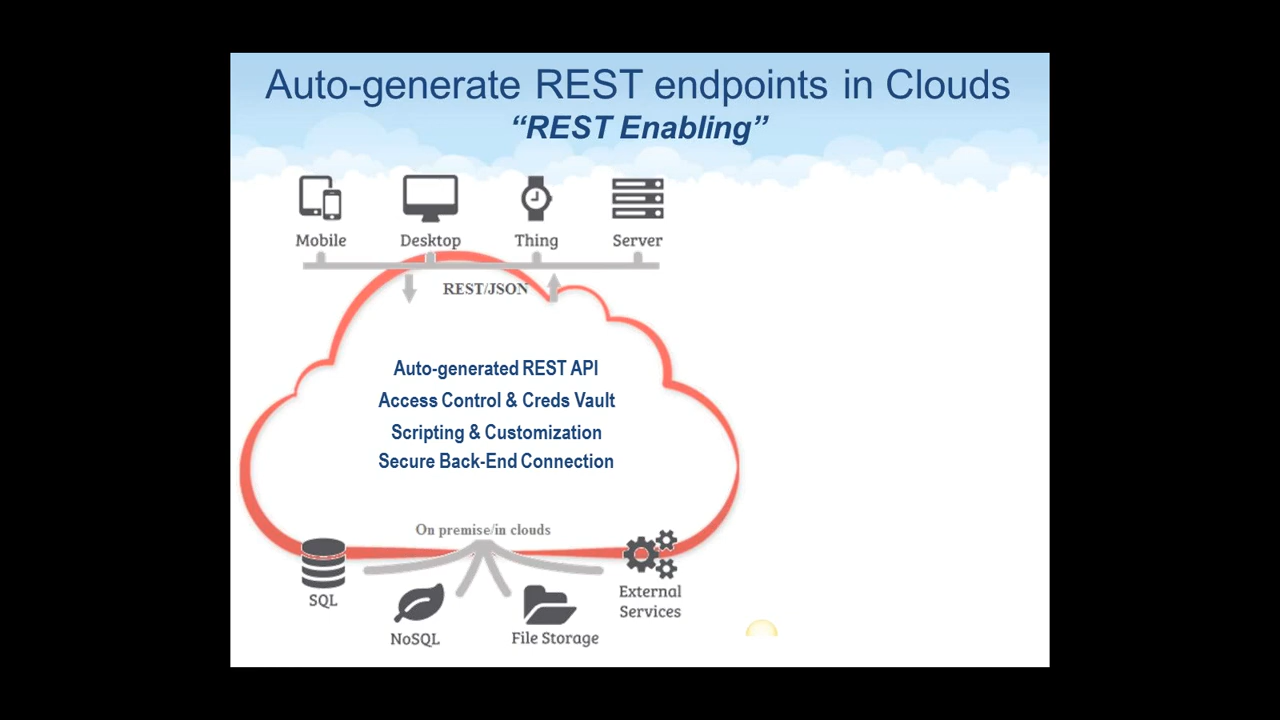 Auto-generate REST endpoints in Clouds
“REST Enabling”
Mobile
Desktop
Thing
Server
REST/JSON
Auto-generated REST API
Access Control & Creds Vault
Scripting & Customization
Secure Back-End Connection
On premise/in clouds
SQL
NoSQL
File Storage
External
Services